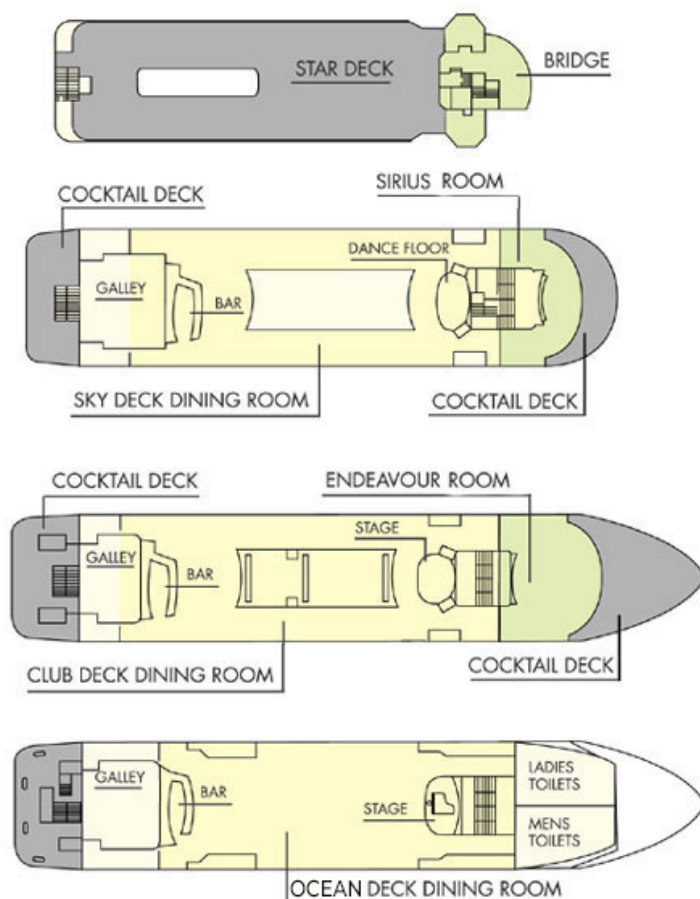 STAR DECK
BRIDGE
SIRIUS ROOM
COCKTAIL DECK
DANCE FLOOR
GALLEY
BAR
SKY DECK DINING ROOM
COCKTAIL DECK
ENDEAVOUR ROOM
COCKTAIL DECK
STAGE
GALLEY
BAR
CLUB DECK DINING ROOM
COCKTAIL DECK
GALLEY
BAR
STAGE
LADIES
TOILETS
MENS
TOILETS
OCEAN DECK DINING ROOM